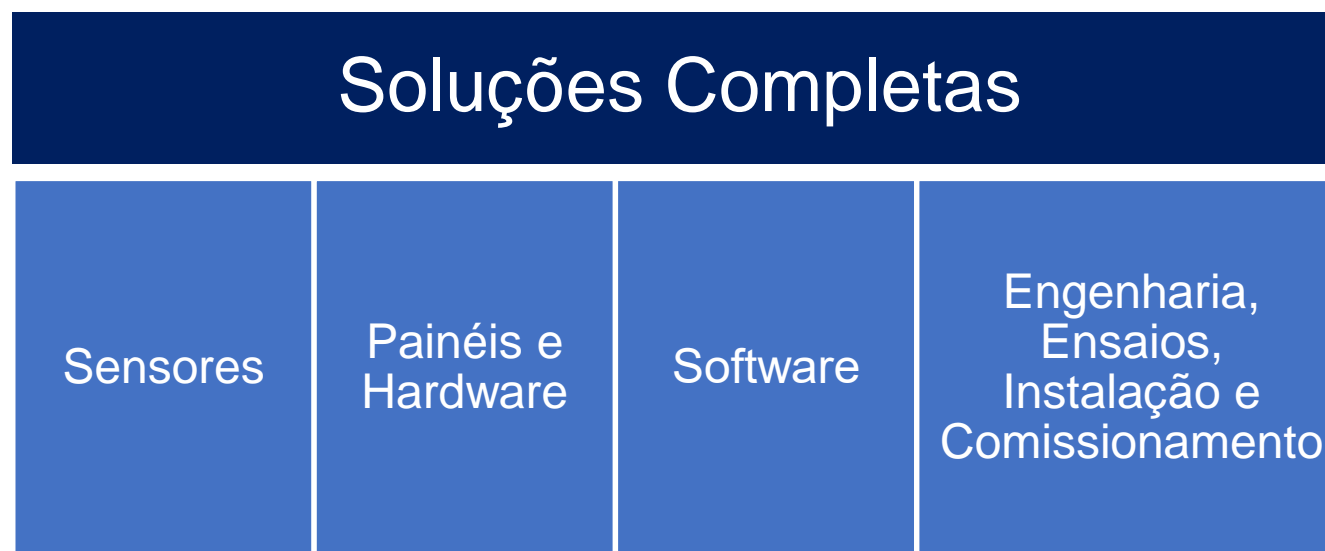 Soluções Completas
Sensores
Painéis e
Hardware
Software
Engenharia,
Ensaios,
Instalação e
Comissionamento